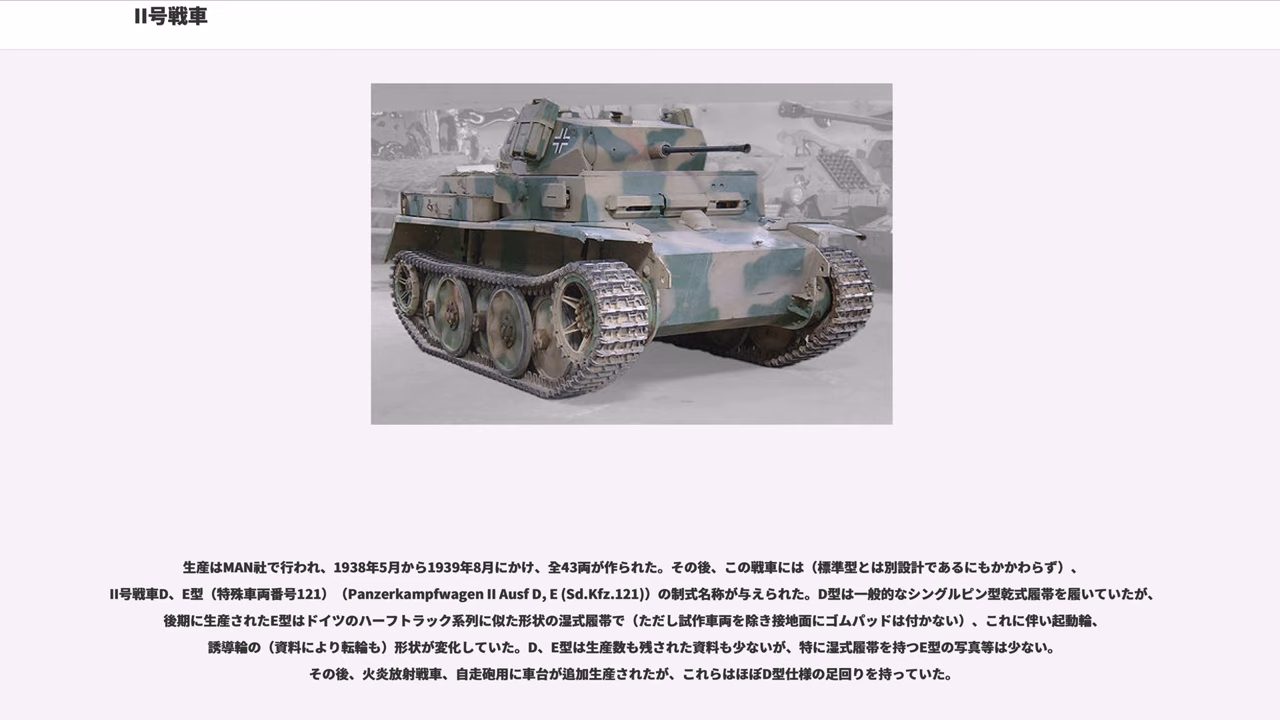 II号戦車
生産はMAN社で行われ、1938年5月から1939年8月にかけ、全43両が作られた。その後、この戦車には（標準型とは別設計であるにもかかわらず）、
II号戦車D、E型（特殊車両番号121）（Panzerkampfwagen II Ausf D, E (Sd.Kfz.121)）の制式名称が与えられた。D型は一般的なシングルピン型乾式履帯を履いていたが、
後期に生産されたE型はドイツのハーフトラック系列に似た形状の湿式履帯で（ただし試作車両を除き接地面にゴムパッドは付かない）、これに伴い起動輪、
誘導輪の（資料により転輪も）形状が変化していた。D、E型は生産数も残された資料も少ないが、特に湿式履帯を持つE型の写真等は少ない。
その後、火炎放射戦車、自走砲用に車台が追加生産されたが、これらはほぼD型仕様の足回りを持っていた。